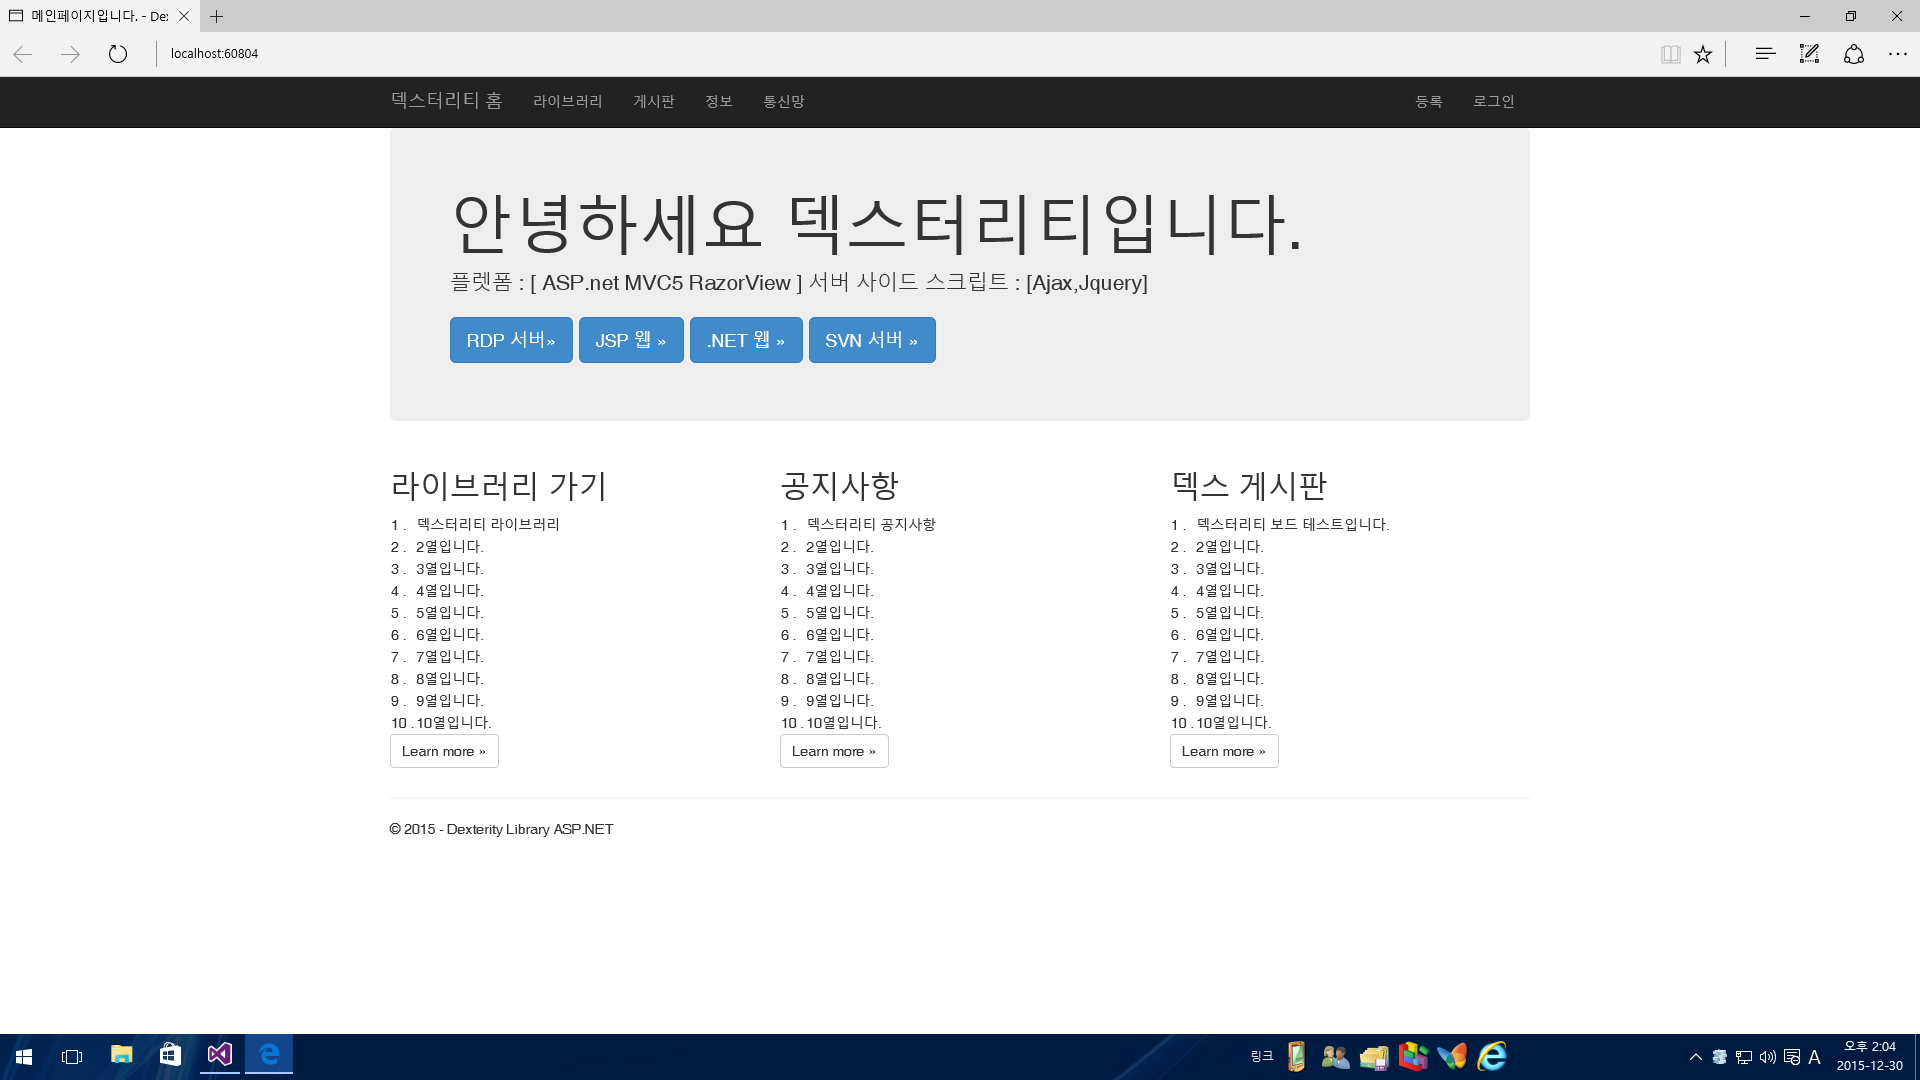 메인페이지입니다. - De:
localhost:60804
덱스터리티 홈 라이브러리 게시판 정보 통신망 등록 로그인
안녕하세요 덱스터리티입니다.
플렛폼 : [ ASP.net MVC5 RazorView ] 서버 사이드 스크립트 : [Ajax,Jquery]
RDP 서버» JSP 웹 » .NET 웹 » SVN 서버 »
라이브러리 가기
1 . 덱스터리티 라이브러리
2 . 2열입니다.
3 . 3열입니다.
4 . 4열입니다.
5 . 5열입니다.
6 . 6열입니다.
7 . 7열입니다.
8 . 8열입니다.
9 . 9열입니다.
10 .10열입니다.
Learn more »
공지사항
1 . 덱스터리티 공지사항
2 . 2열입니다.
3 . 3열입니다.
4 . 4열입니다.
5 . 5열입니다.
6 . 6열입니다.
7 . 7열입니다.
8 . 8열입니다.
9 . 9열입니다.
10 .10열입니다.
Learn more »
덱스 게시판
1 . 덱스터리티 보드 테스트입니다.
2 . 2열입니다.
3 . 3열입니다.
4 . 4열입니다.
5 . 5열입니다.
6 . 6열입니다.
7 . 7열입니다.
8 . 8열입니다.
9 . 9열입니다.
10 .10열입니다.
Learn more »
© 2015 - Dexterity Library ASP.NET
링크
A
오후 2:04
2015-12-30